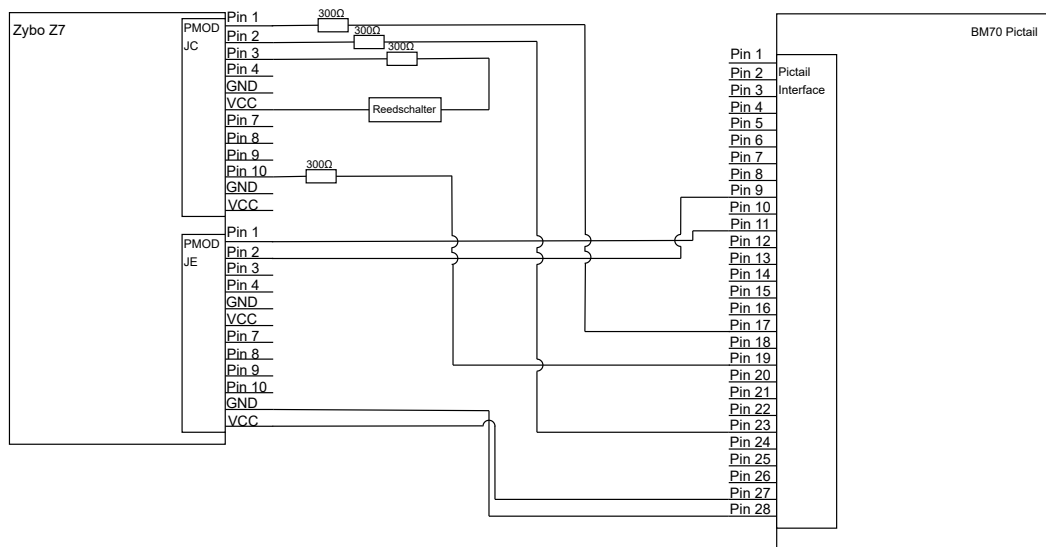 Zybo Z7
PMOD
JC
Pin 1
Pin 2
Pin 3
Pin 4
GND
VCC
Pin 7
Pin 8
Pin 9
Pin 10
GND
VCC
300Ω
300Ω
300Ω
Reedschalter
300Ω
PMOD
JE
Pin 1
Pin 2
Pin 3
Pin 4
GND
VCC
Pin 7
Pin 8
Pin 9
Pin 10
GND
VCC
BM70 Pictail
Pictail
Interface
Pin 1
Pin 2
Pin 3
Pin 4
Pin 5
Pin 6
Pin 7
Pin 8
Pin 9
Pin 10
Pin 11
Pin 12
Pin 13
Pin 14
Pin 15
Pin 16
Pin 17
Pin 18
Pin 19
Pin 20
Pin 21
Pin 22
Pin 23
Pin 24
Pin 25
Pin 26
Pin 27
Pin 28